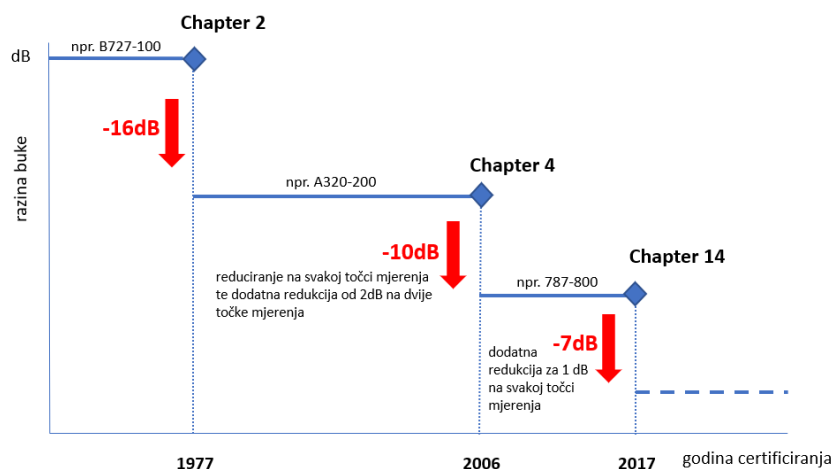 Chapter 2
npr. B727-100
dB
-16dB
razina buke
Chapter 4
npr. A320-200
-10dB
reduciranje na svakoj točci mjerenja
te dodatna redukcija od 2dB na dvije
točke mjerenja
Chapter 14
npr. 787-800
-7dB
dodatna
redukcija za 1 dB
na svakoj točci
mjerenja
1977
2006
2017
godina certificiranja